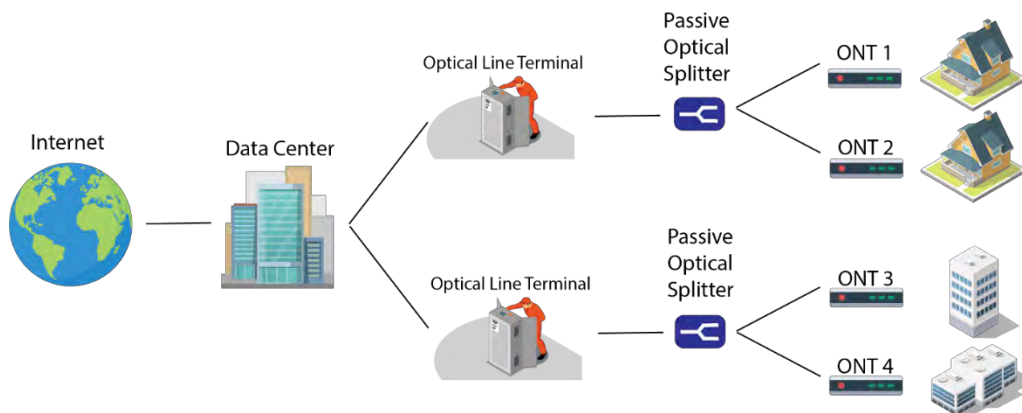 Internet
Data Center
Optical Line Terminal
Passive
Optical
Splitter
ONT 1
ONT 2
Optical Line Terminal
Passive
Optical
Splitter
ONT 3
ONT 4